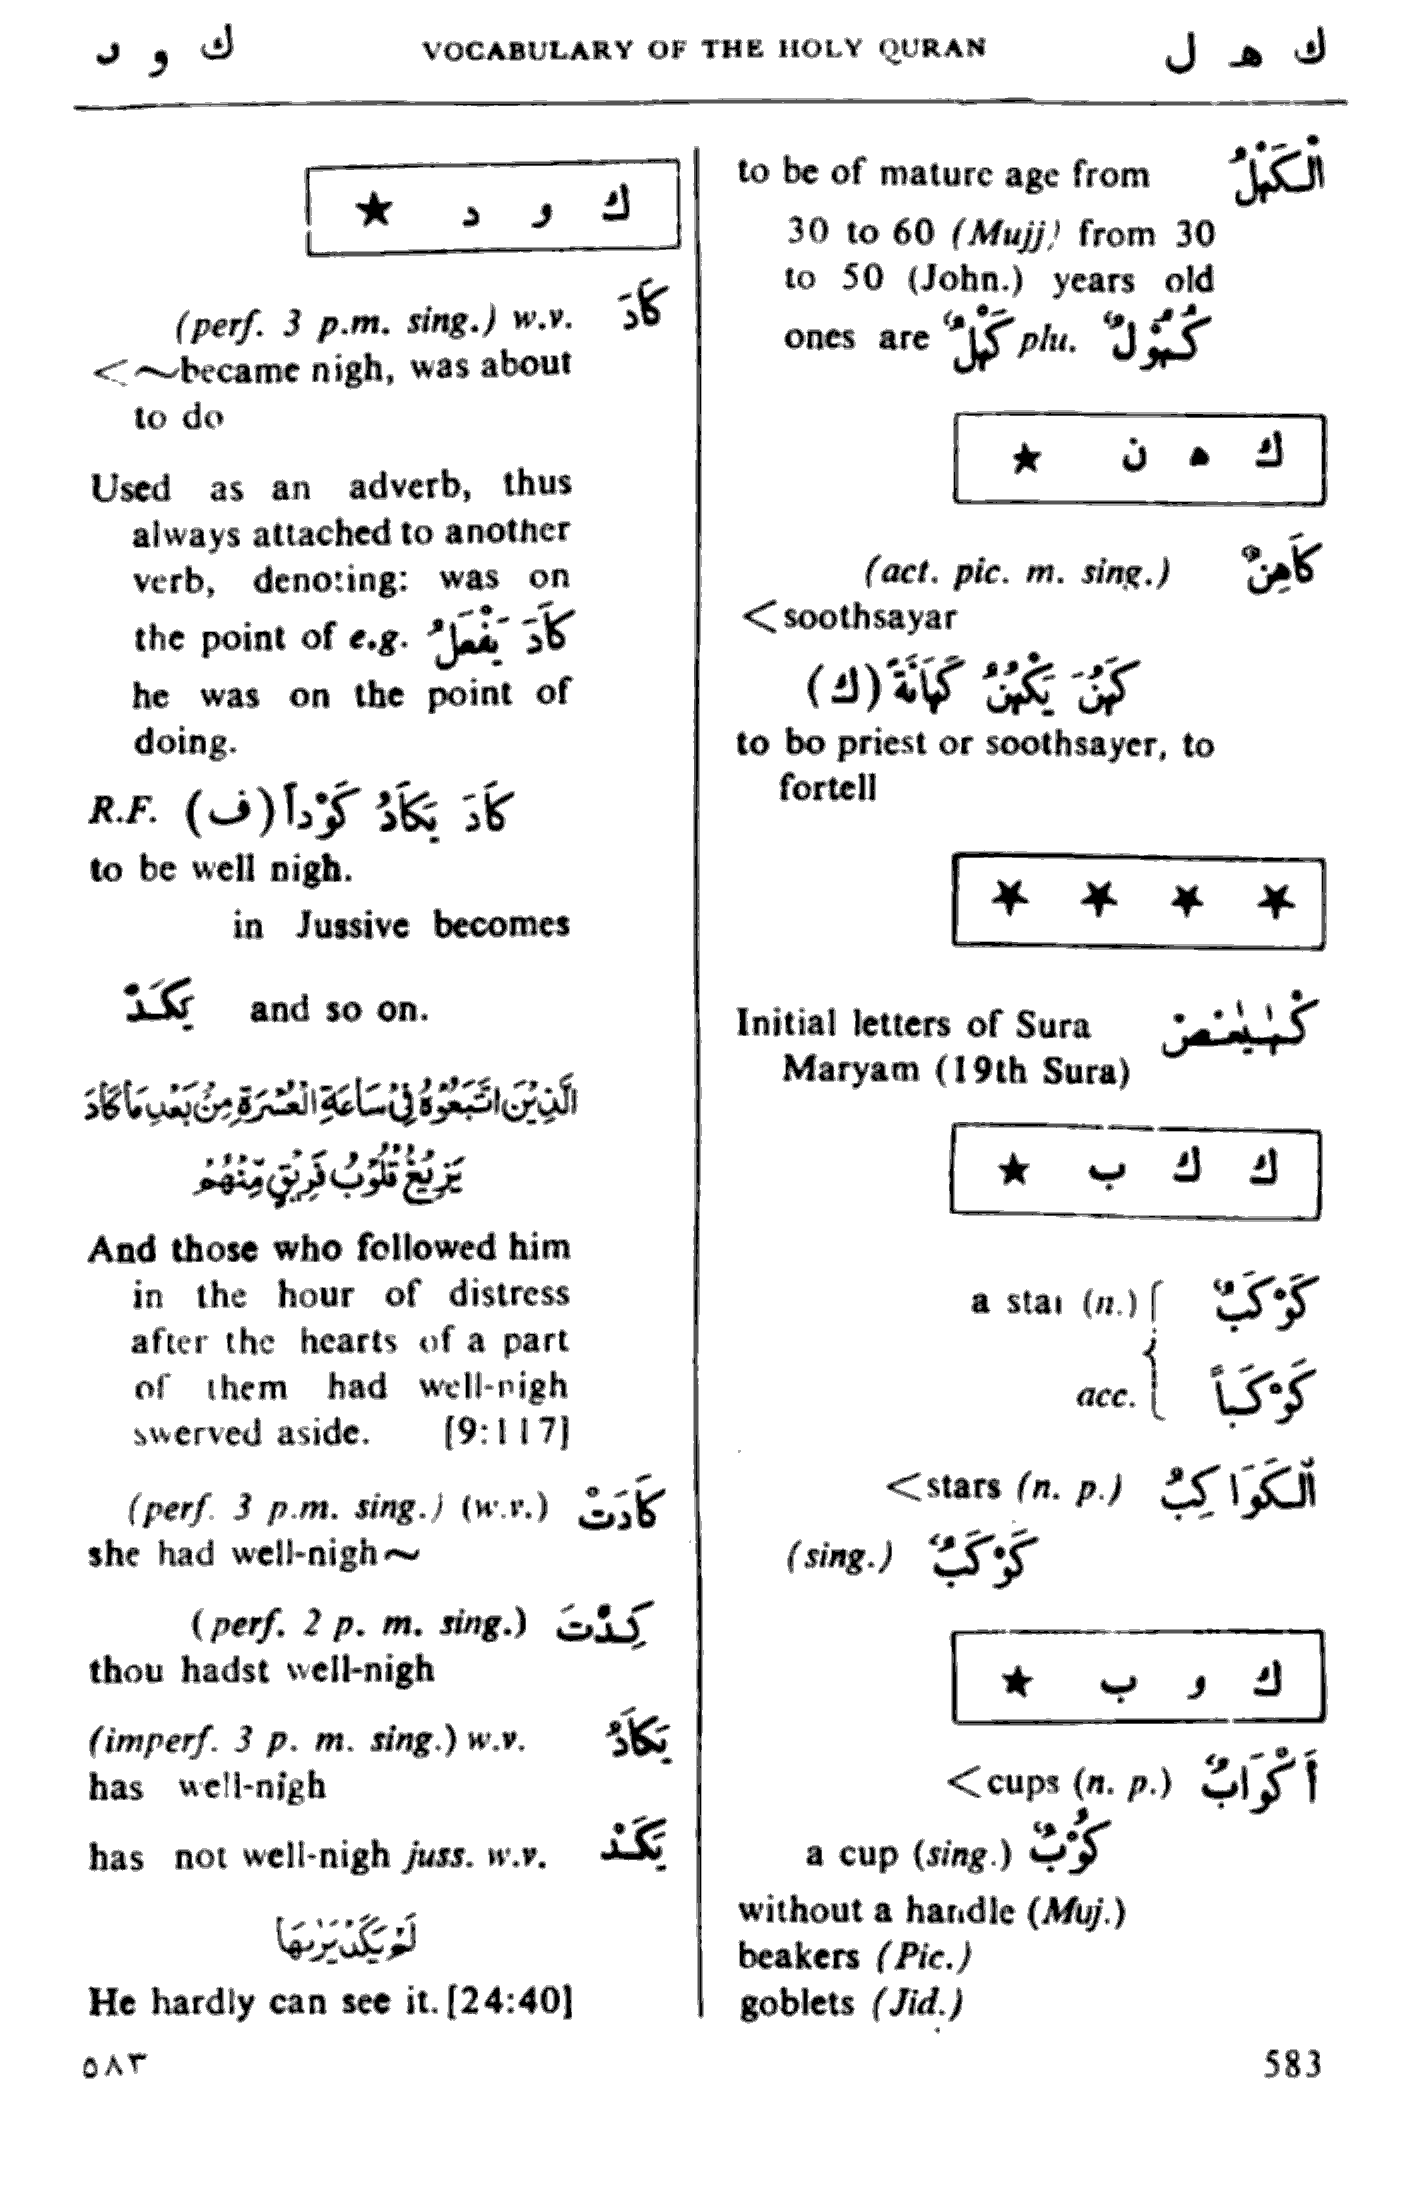 ك و د VOCABULARY OF THE HOLY QURAN ك هـ ل
ك و د ★
(perf. 3 p.m. sing.) w.v. كَادَ
<~became nigh, was about
to do
Used as an adverb, thus
always attached to another
verb, denoting: was on
the point of e.g. كَادَ يَفْعَلُ
he was on the point of
doing.
R.F. كَادَ يَكَادُ كَوْداً (ف)
to be well nigh.
in Jussive becomes
يَكَدْ and so on.
الَّذِيْنَ اتَّبَعُوْهُ فِيْ سَاعَةِ الْعُسْرَةِ مِنْۢ بَعْدِ مَا كَادَ
يَزِيْغُ قُلُوْبُ فَرِيْقٍ مِّنْهُمْ
And those who followed him
in the hour of distress
after the hearts of a part
of them had well-nigh
swerved aside. [9:117]
(perf. 3 p.m. sing.) (w.v.) كَادَتْ
she had well-nigh~
(perf. 2 p. m. sing.) كِدْتَ
thou hadst well-nigh
(imperf. 3 p. m. sing.) w.v. يَكَادُ
has well-nigh
has not well-nigh juss. w.v. يَكَدْ
لَمْ يَكَدْ يَرٰىهَا
He hardly can see it. [24:40]
to be of mature age from الْكَهْلُ
30 to 60 (Mujj) from 30
to 50 (John.) years old
ones are كَهْلٌ plu. كُهُوْلٌ
ك ه ن ★
(act. pic. m. sing.) كَاهِنٌ
<soothsayar
كَهُنَ يَكْهُنُ كَهَانَةً (ك)
to bo priest or soothsayer, to
fortell
★ ★ ★ ★
Initial letters of Sura كٓهٰيٰعٓصٓ
Maryam (19th Sura)
ك ك ب ★
a star (n.) { كَوْكَبٌ
acc. كَوْكَباً
<stars (n. p.) اَلْكَوَاكِبُ
(sing.) كَوْكَبٌ
ك و ب ★
<cups (n. p.) أَكْوَابٌ
a cup (sing.) كُوْبٌ
without a handle (Muj.)
beakers (Pic.)
goblets (Jid.)
٥٨٣ 583